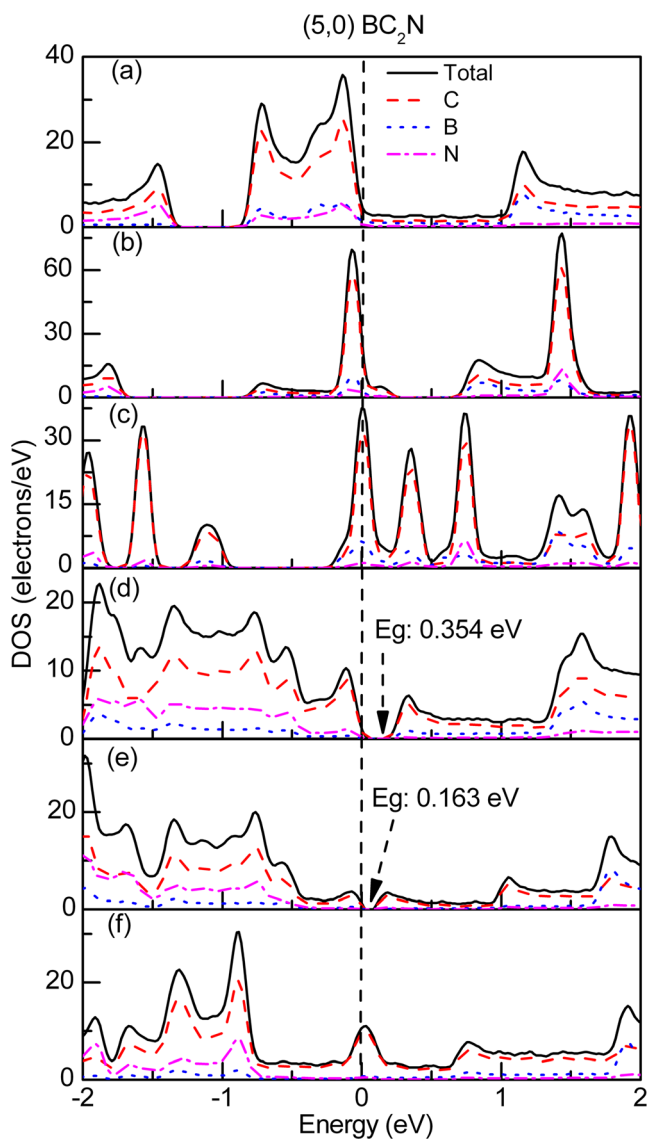 (5,0) BC₂N
(a)
Total
C
B
N
40
20
0
(b)
60
30
0
(c)
30
15
0
(d)
Eg: 0.354 eV
20
10
0
(e)
Eg: 0.163 eV
20
10
0
(f)
20
0
-2 -1 0 1 2
Energy (eV)
DOS (electrons/eV)